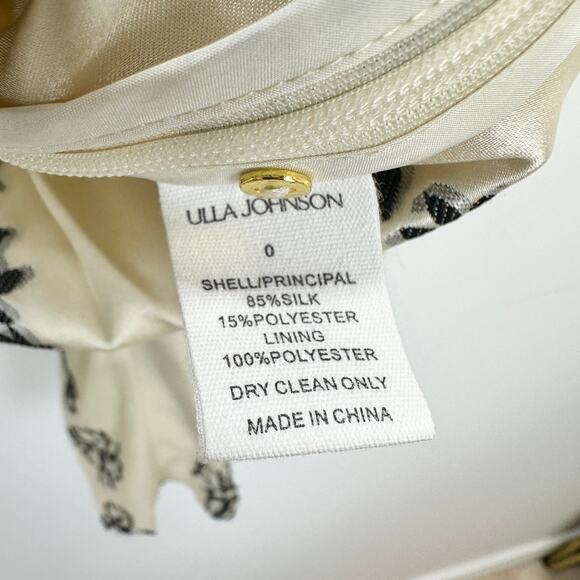 ULLA JOHNSON
0
SHELL/PRINCIPAL
85%SILK
15%POLYESTER
LINING
100%POLYESTER
DRY CLEAN ONLY
MADE IN CHINA